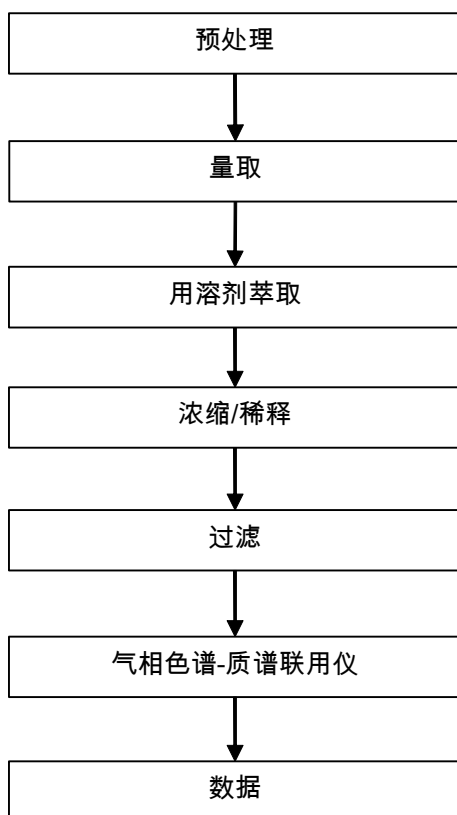 预处理
量取
用溶剂萃取
浓缩/稀释
过滤
气相色谱-质谱联用仪
数据